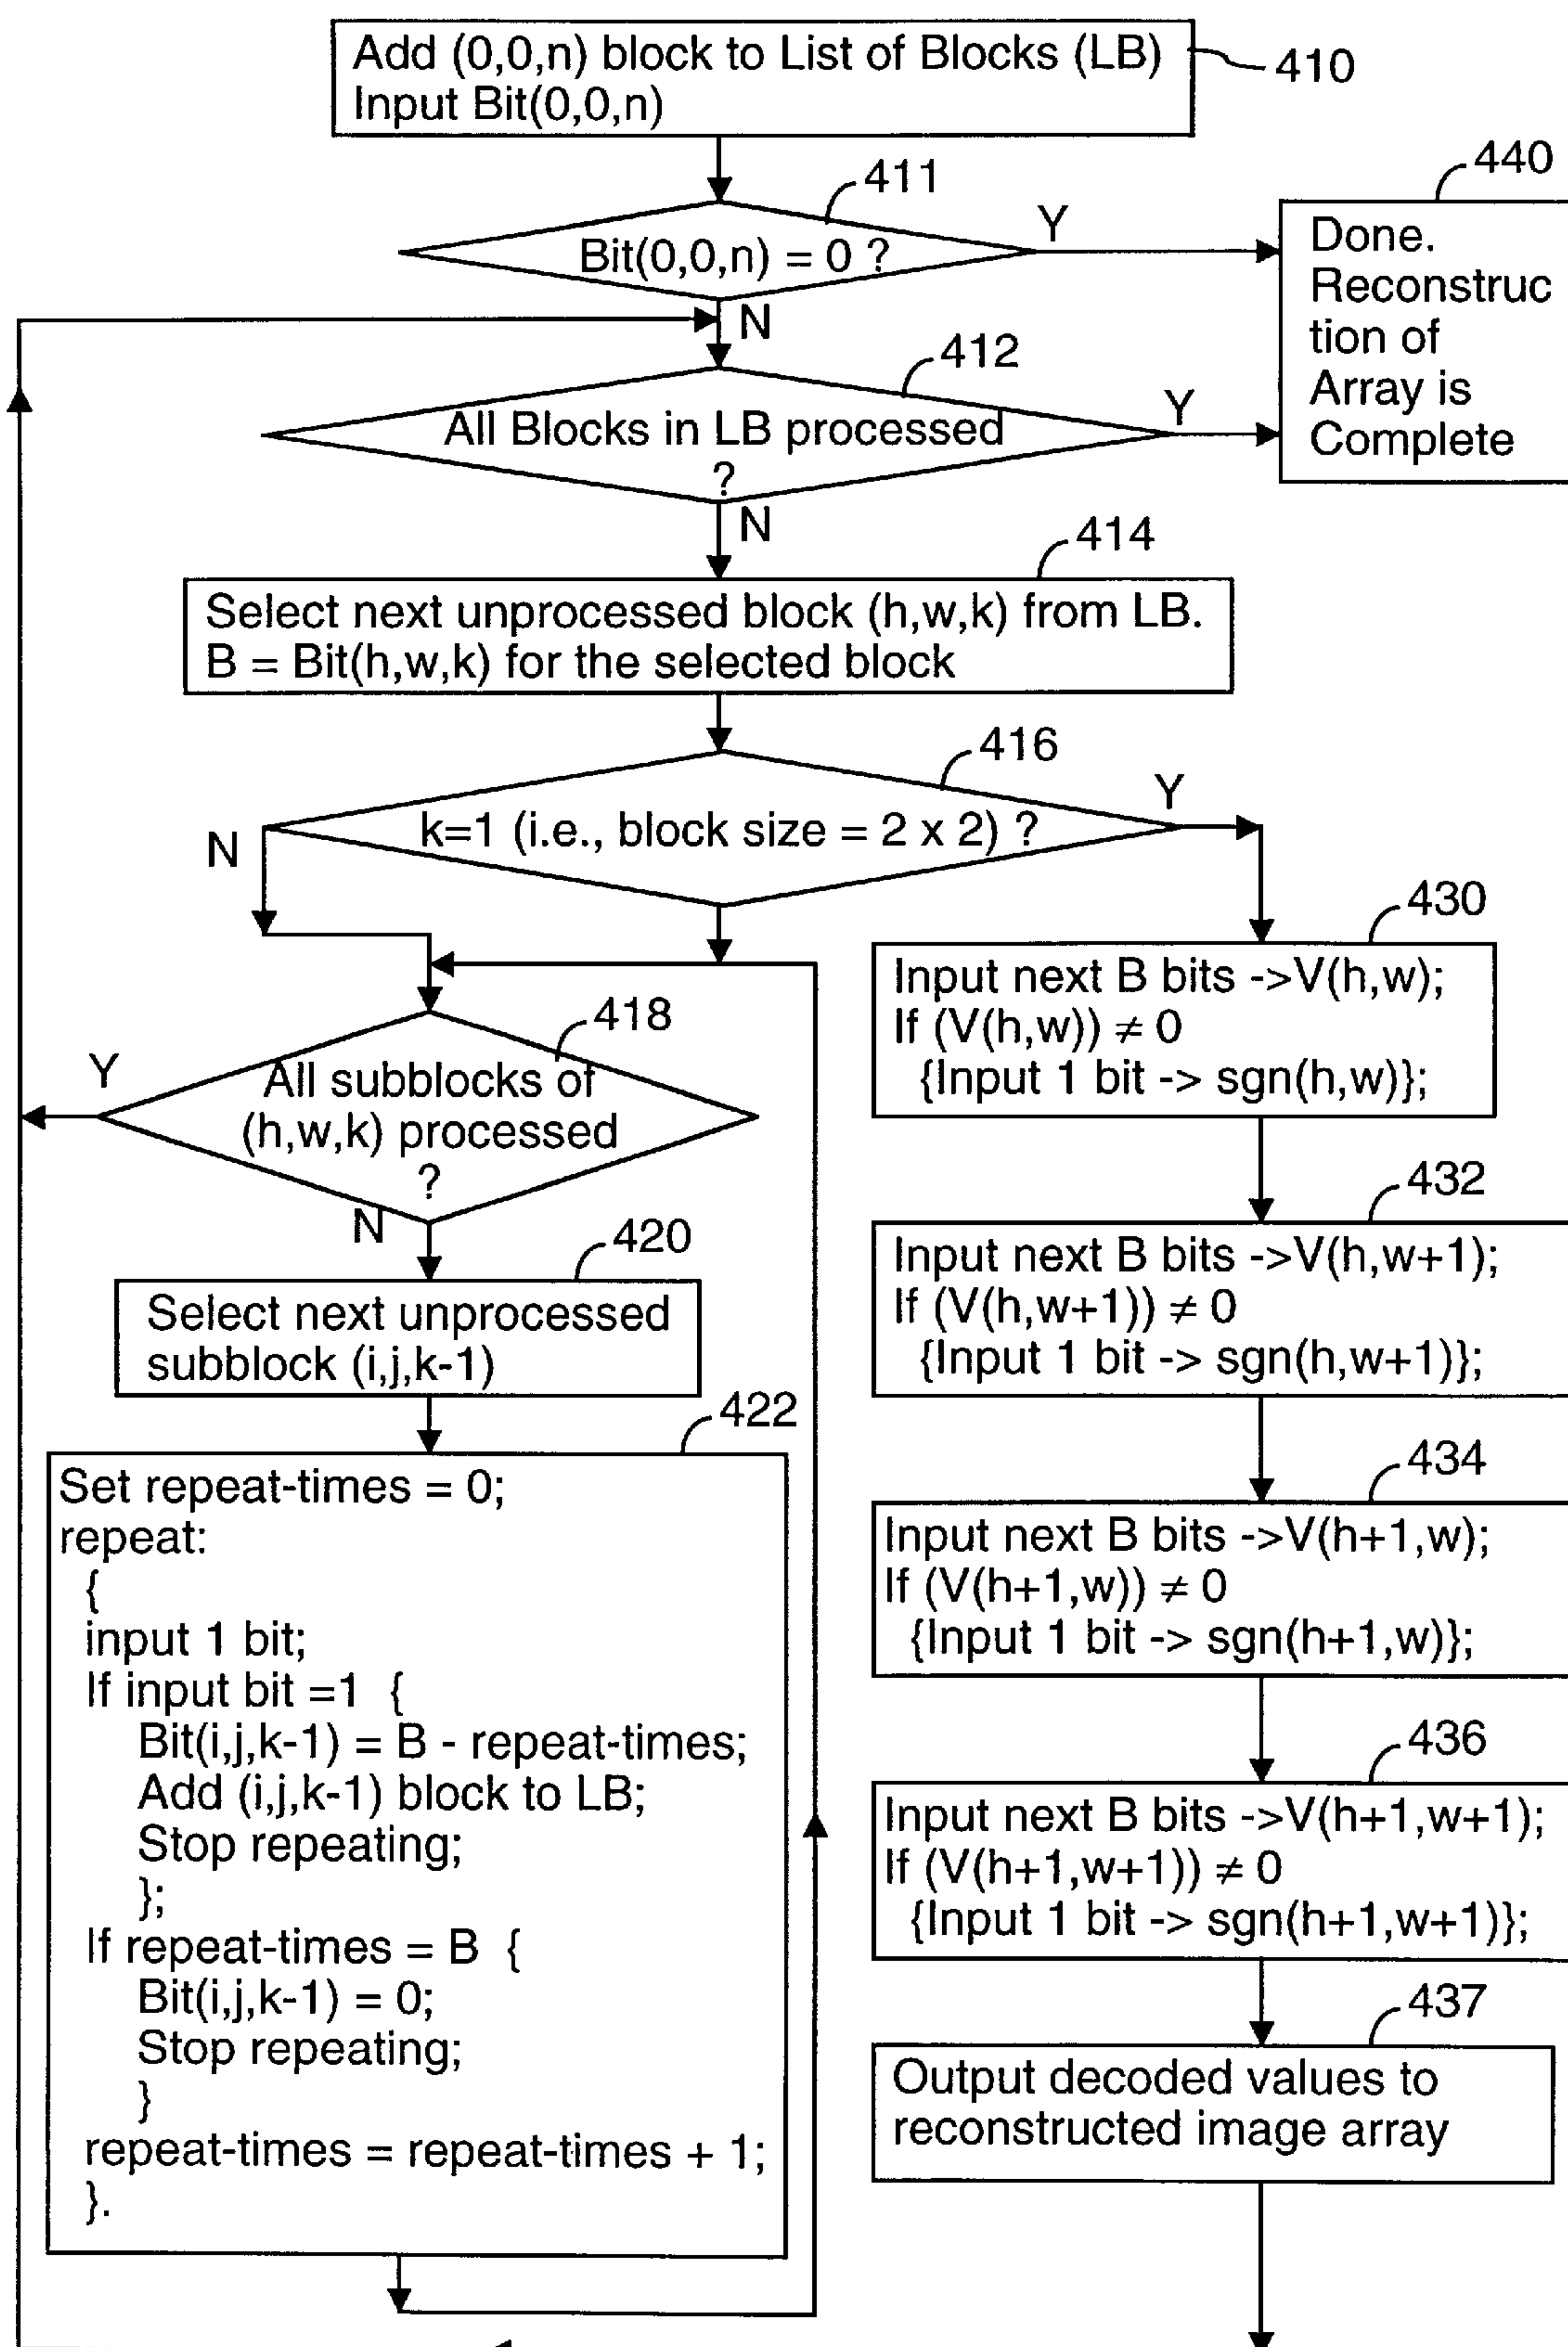 Add (0,0,n) block to List of Blocks (LB)
Input Bit(0,0,n)
410
411
Bit(0,0,n) = 0 ?
Y
N
440
Done.
Reconstruc
tion of
Array is
Complete
412
All Blocks in LB processed
?
Y
N
414
Select next unprocessed block (h,w,k) from LB.
B = Bit(h,w,k) for the selected block
416
k=1 (i.e., block size = 2 x 2) ?
Y
N
418
All subblocks of
(h,w,k) processed
?
Y
N
420
Select next unprocessed
subblock (i,j,k-1)
422
Set repeat-times = 0;
repeat:
{
input 1 bit;
If input bit =1 {
Bit(i,j,k-1) = B - repeat-times;
Add (i,j,k-1) block to LB;
Stop repeating;
};
If repeat-times = B {
Bit(i,j,k-1) = 0;
Stop repeating;
}
repeat-times = repeat-times + 1;
}.
430
Input next B bits ->V(h,w);
If (V(h,w)) ≠ 0
{Input 1 bit -> sgn(h,w)};
432
Input next B bits ->V(h,w+1);
If (V(h,w+1)) ≠ 0
{Input 1 bit -> sgn(h,w+1)};
434
Input next B bits ->V(h+1,w);
If (V(h+1,w)) ≠ 0
{Input 1 bit -> sgn(h+1,w)};
436
Input next B bits ->V(h+1,w+1);
If (V(h+1,w+1)) ≠ 0
{Input 1 bit -> sgn(h+1,w+1)};
437
Output decoded values to
reconstructed image array